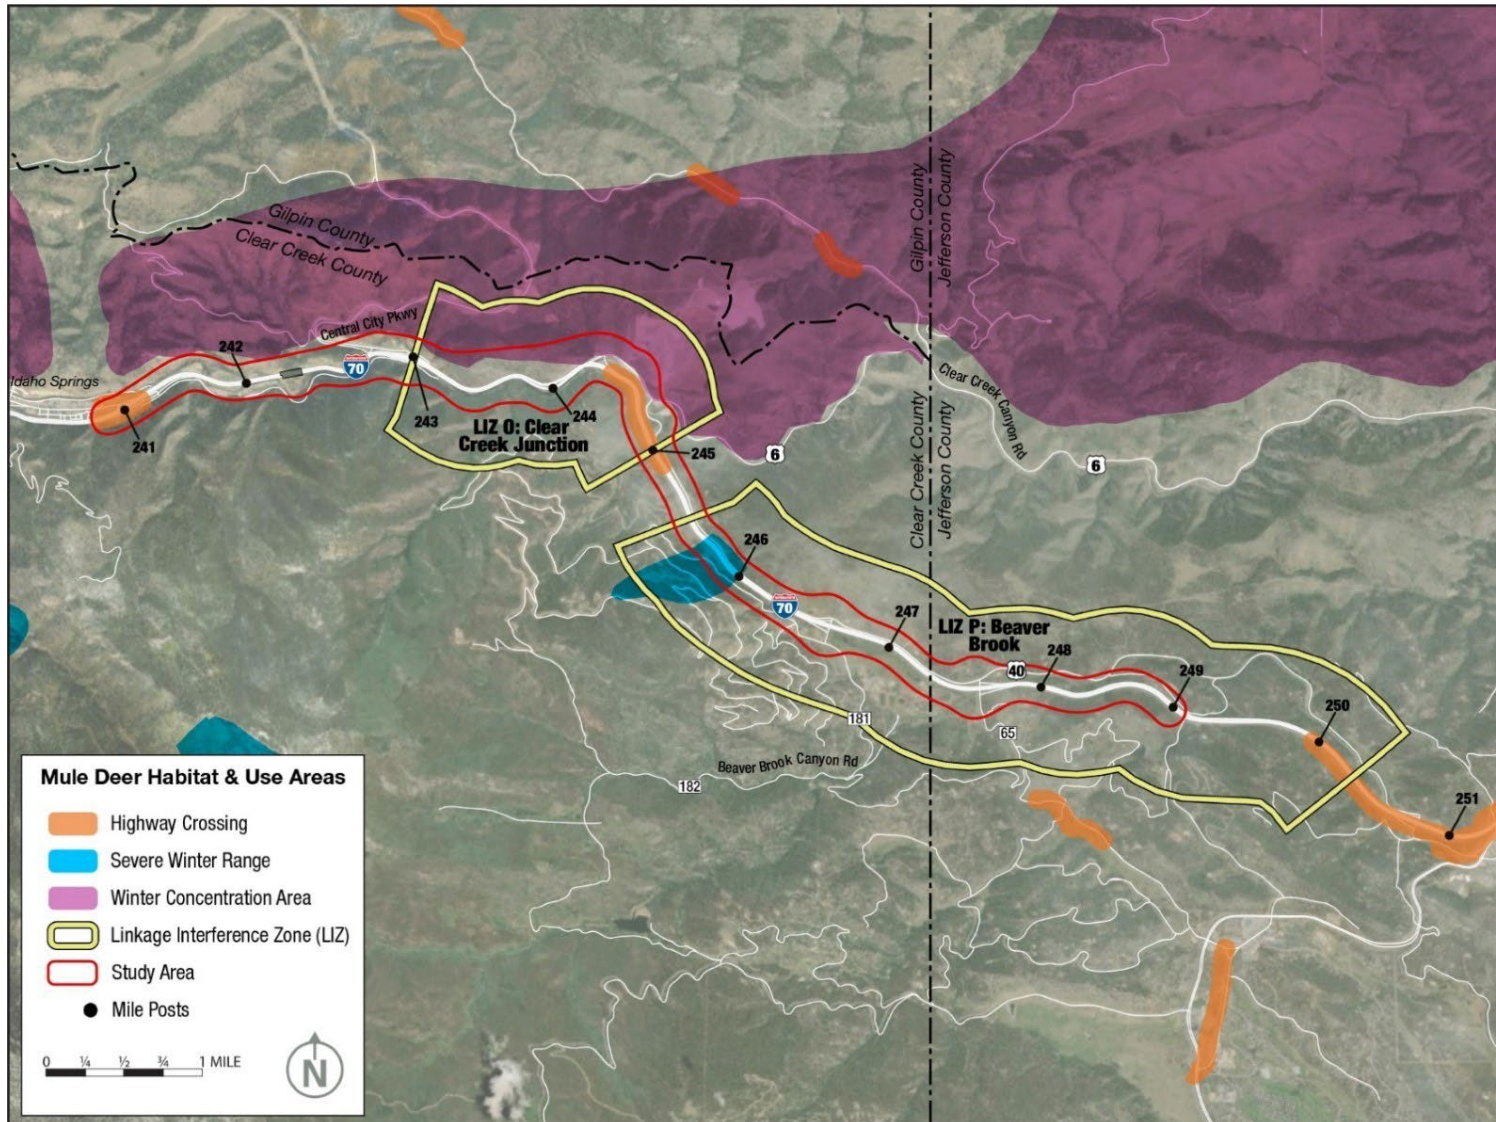 Gilpin County
Clear Creek County
Gilpin County
Jefferson County
Central City Pkwy
242
70
Idaho Springs
241
243
244
LIZ O: Clear
Creek Junction
245
6
Clear Creek Canyon Rd
6
Clear Creek County
Jefferson County
246
70
247
LIZ P: Beaver
Brook
40
248
249
250
181
65
Beaver Brook Canyon Rd
182
251
Mule Deer Habitat & Use Areas
Highway Crossing
Severe Winter Range
Winter Concentration Area
Linkage Interference Zone (LIZ)
Study Area
Mile Posts
0 ¼ ½ ¾ 1 MILE
N